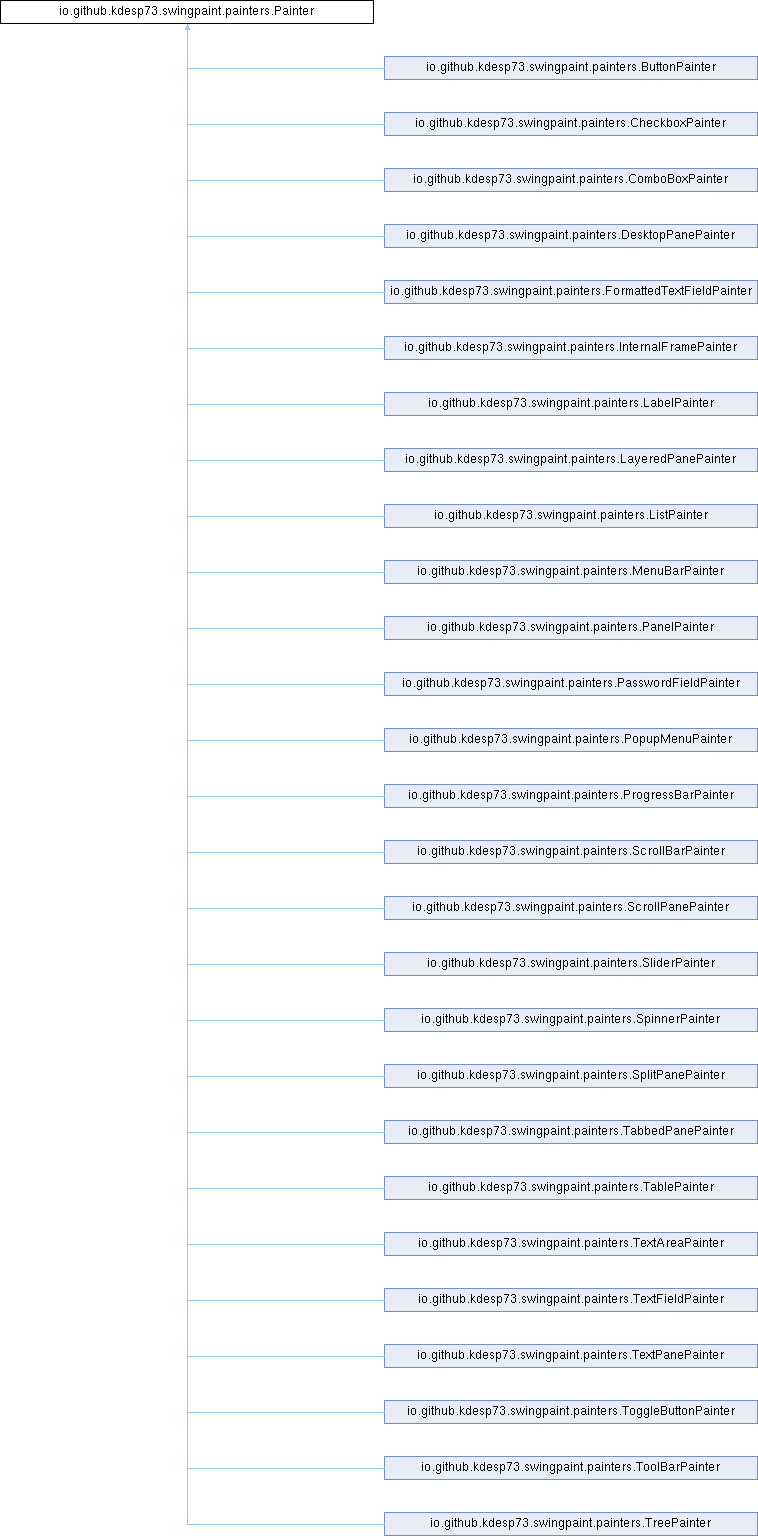 io.github.kdesp73.swingpaint.painters.Painter
io.github.kdesp73.swingpaint.painters.ButtonPainter
io.github.kdesp73.swingpaint.painters.CheckboxPainter
io.github.kdesp73.swingpaint.painters.ComboBoxPainter
io.github.kdesp73.swingpaint.painters.DesktopPanePainter
io.github.kdesp73.swingpaint.painters.FormattedTextFieldPainter
io.github.kdesp73.swingpaint.painters.InternalFramePainter
io.github.kdesp73.swingpaint.painters.LabelPainter
io.github.kdesp73.swingpaint.painters.LayeredPanePainter
io.github.kdesp73.swingpaint.painters.ListPainter
io.github.kdesp73.swingpaint.painters.MenuBarPainter
io.github.kdesp73.swingpaint.painters.PanelPainter
io.github.kdesp73.swingpaint.painters.PasswordFieldPainter
io.github.kdesp73.swingpaint.painters.PopupMenuPainter
io.github.kdesp73.swingpaint.painters.ProgressBarPainter
io.github.kdesp73.swingpaint.painters.ScrollBarPainter
io.github.kdesp73.swingpaint.painters.ScrollPanePainter
io.github.kdesp73.swingpaint.painters.SliderPainter
io.github.kdesp73.swingpaint.painters.SpinnerPainter
io.github.kdesp73.swingpaint.painters.SplitPanePainter
io.github.kdesp73.swingpaint.painters.TabbedPanePainter
io.github.kdesp73.swingpaint.painters.TablePainter
io.github.kdesp73.swingpaint.painters.TextAreaPainter
io.github.kdesp73.swingpaint.painters.TextFieldPainter
io.github.kdesp73.swingpaint.painters.TextPanePainter
io.github.kdesp73.swingpaint.painters.ToggleButtonPainter
io.github.kdesp73.swingpaint.painters.ToolBarPainter
io.github.kdesp73.swingpaint.painters.TreePainter